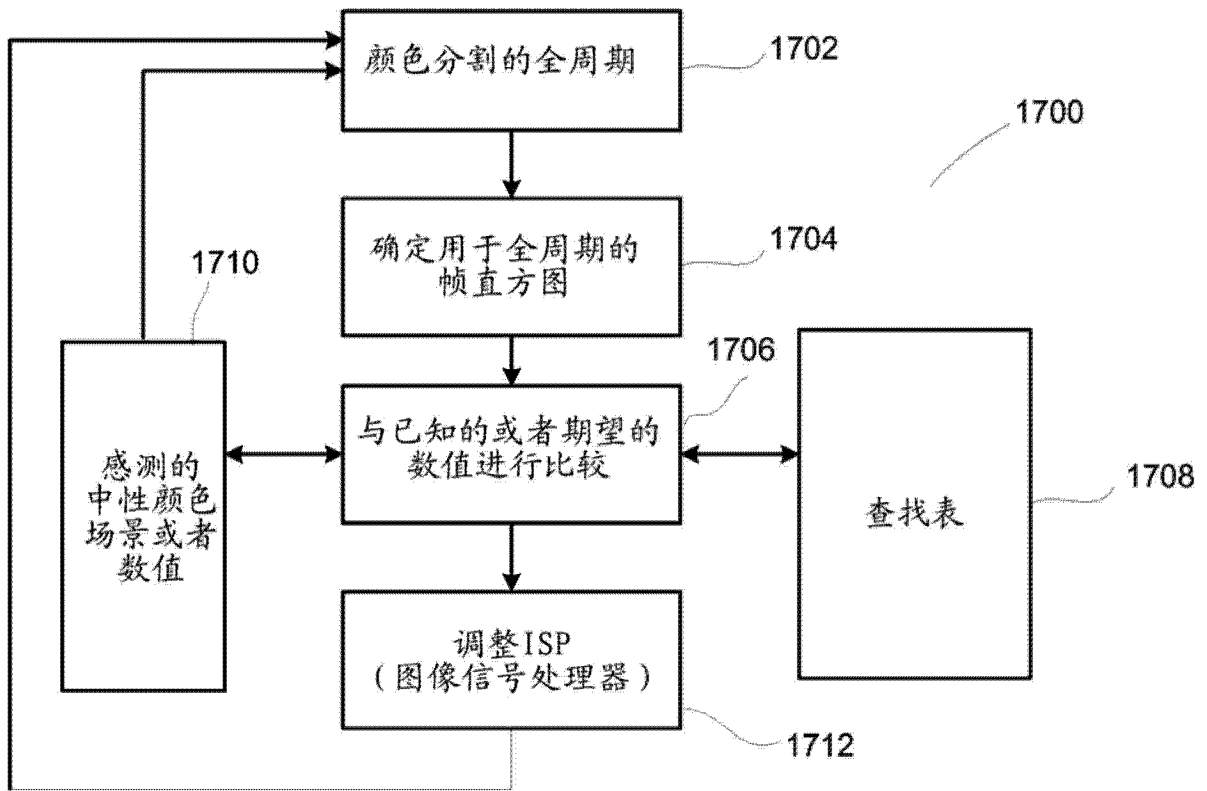 颜色分割的全周期
1702
1700
确定用于全周期的
帧直方图
1704
1710
1706
与已知的或者期望的
数值进行比较
感测的
中性颜色
场景或者
数值
查找表
1708
调整ISP
(图像信号处理器)
1712